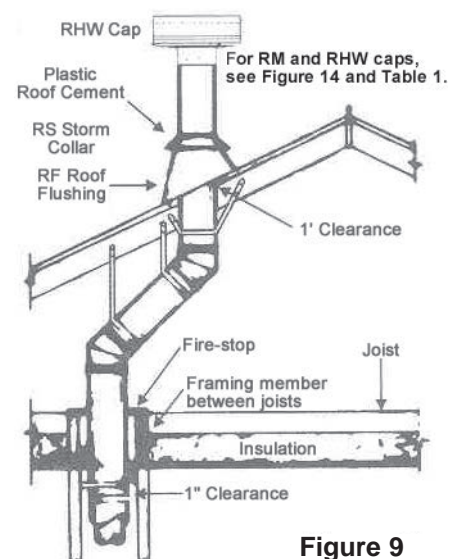 RHW Cap
For RM and RHW caps,
see Figure 14 and Table 1.
Plastic
Roof Cement
RS Storm
Collar
RF Roof
Flushing
1' Clearance
Fire-stop
Joist
Framing member
between joists
Insulation
1" Clearance
Figure 9